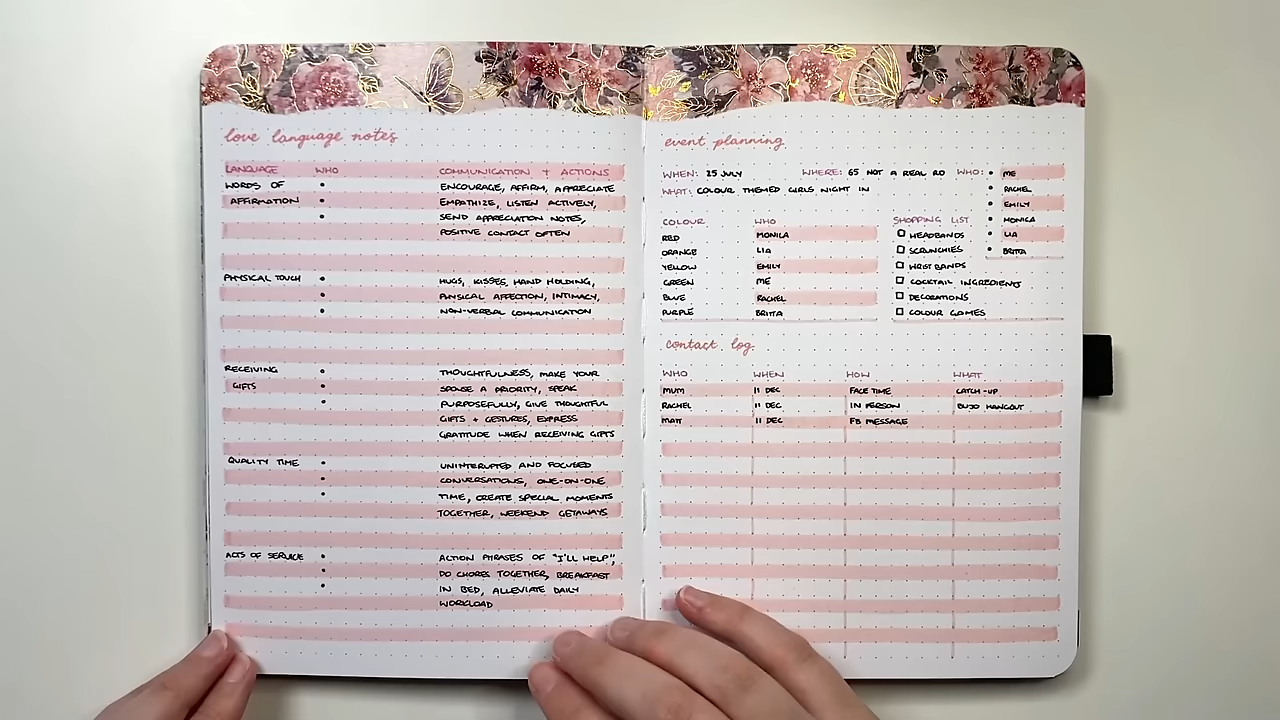 love language notes
LANGUAGE WHO COMMUNICATION + ACTIONS
WORDS OF ENCOURAGE, AFFIRM, APPRECIATE
AFFIRMATION EMPATHIZE, LISTEN ACTIVELY,
SEND APPRECIATION NOTES,
POSITIVE CONTACT OFTEN
PHYSICAL TOUCH HUGS, KISSES, HAND HOLDING,
PHYSICAL AFFECTION, INTIMACY,
NON-VERBAL COMMUNICATION
RECEIVING THOUGHTFULNESS, MAKE YOUR
GIFTS SPOUSE A PRIORITY, SPEAK
PURPOSEFULLY, GIVE THOUGHTFUL
GIFTS + GESTURES, EXPRESS
GRATITUDE WHEN RECEIVING GIFTS
QUALITY TIME UNINTERUPTED AND FOCUSED
CONVERSATIONS, ONE-ON-ONE
TIME, CREATE SPECIAL MOMENTS
TOGETHER, WEEKEND GETAWAYS
ACTS OF SERVICE ACTION PHRASES OF "I'LL HELP",
DO CHORES TOGETHER, BREAKFAST
IN BED, ALLEVIATE DAILY
WORKLOAD
event planning
WHEN: 25 JULY WHERE: 65 NOT A REAL RD WHO: ME
WHAT: COLOUR THEMED GIRLS NIGHT IN RACHEL
EMILY
MONICA
LIA
BRITTA
COLOUR WHO SHOPPING LIST
RED MONICA HEADBANDS
ORANGE LIA SCRUNCHIES
YELLOW EMILY WRISTBANDS
GREEN ME COCKTAIL INGREDIENTS
BLUE RACHEL DECORATIONS
PURPLE BRITTA COLOUR GAMES
contact log
WHO WHEN HOW WHAT
MUM 11 DEC FACETIME CATCH-UP
RACHEL 11 DEC IN PERSON BUJO HANGOUT
MATT 11 DEC FB MESSAGE